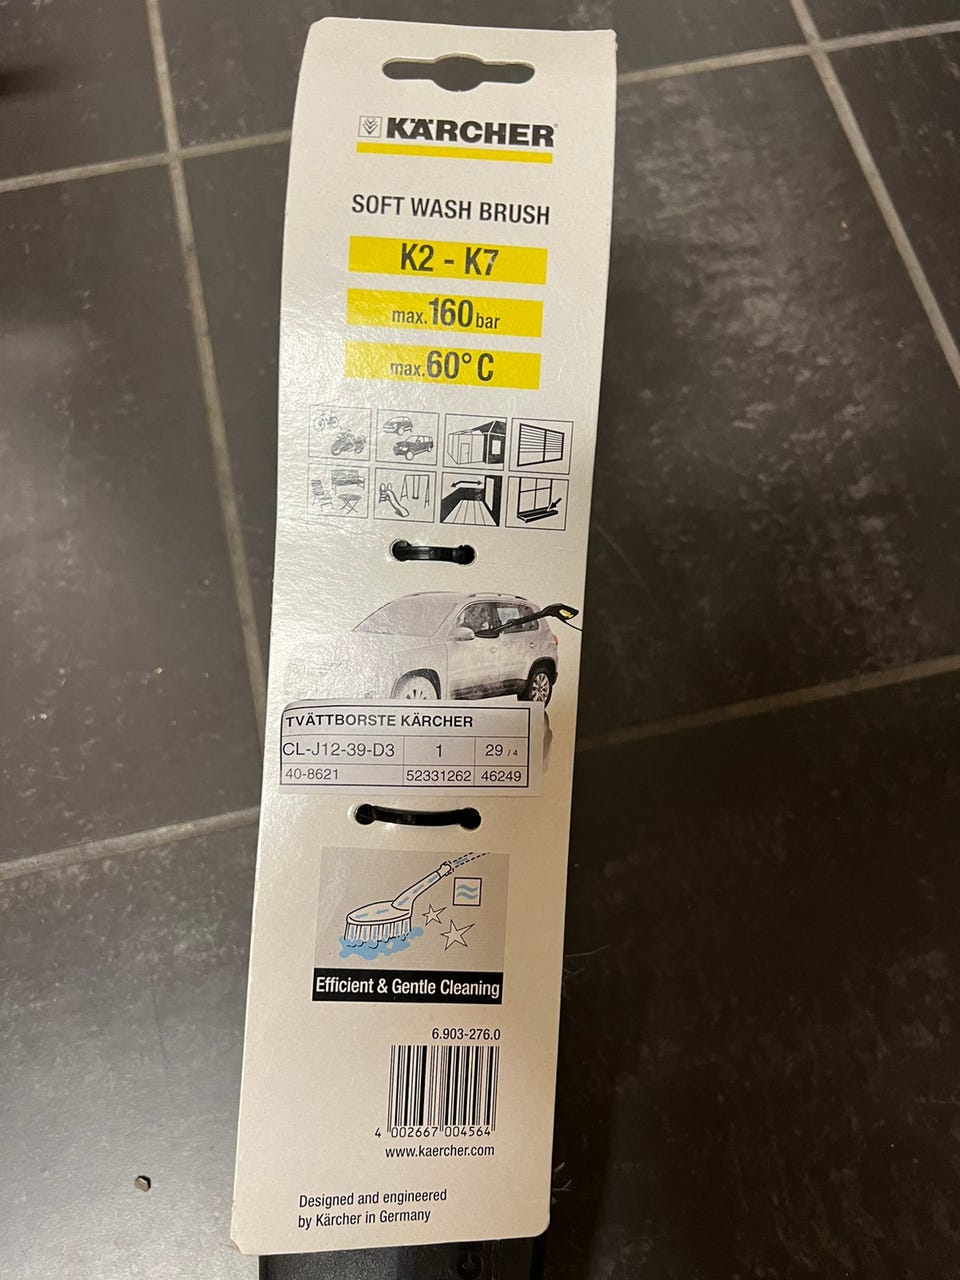 KÄRCHER
SOFT WASH BRUSH
K2 - K7
max.160 bar
max.60° C
TVÄTTBORSTE KÄRCHER
CL-J12-39-D3 1 29 / 4
40-8621 52331262 46249
Efficient & Gentle Cleaning
6.903-276.0
4 002667 004564
www.kaercher.com
Designed and engineered
by Kärcher in Germany